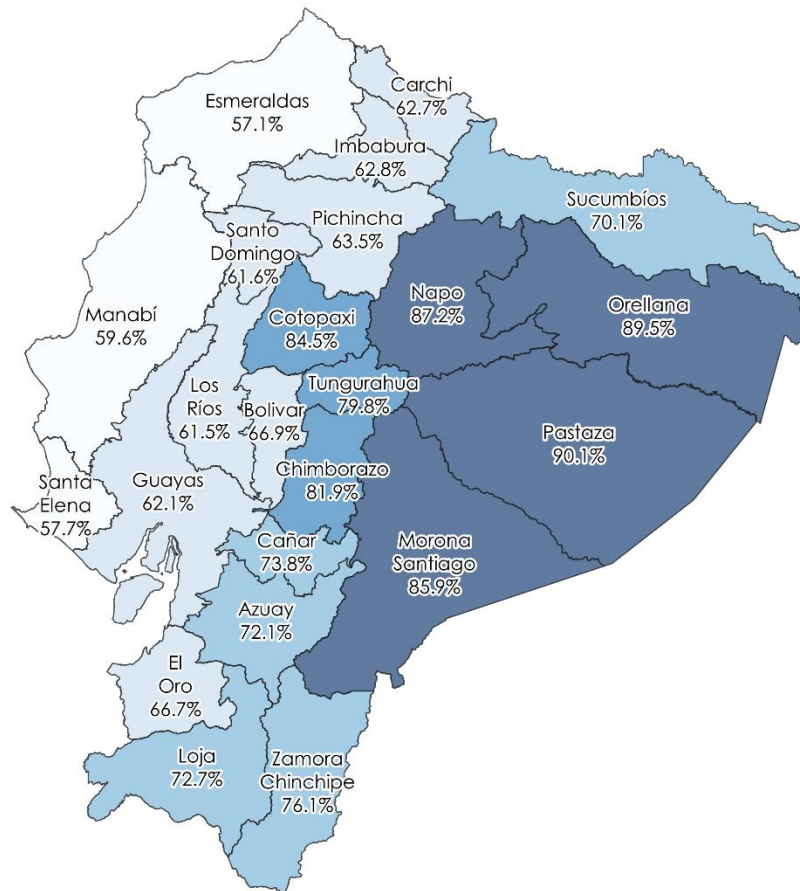 Carchi
62.7%
Esmeraldas
57.1%
Imbabura
62.8%
Sucumbíos
70.1%
Pichincha
63.5%
Santo
Domingo
61.6%
Napo
87.2%
Orellana
89.5%
Manabí
59.6%
Cotopaxi
84.5%
Tungurahua
79.8%
Los
Ríos
61.5%
Bolivar
66.9%
Pastaza
90.1%
Chimborazo
81.9%
Guayas
62.1%
Santa
Elena
57.7%
Cañar
73.8%
Morona
Santiago
85.9%
Azuay
72.1%
El
Oro
66.7%
Loja
72.7%
Zamora
Chinchipe
76.1%